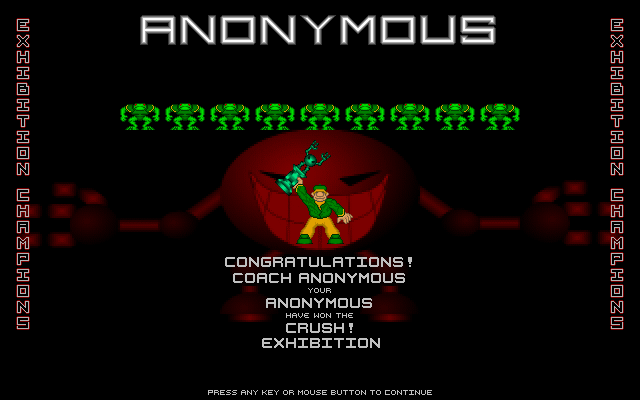 ANONYMOUS
EXHIBITION CHAMPIONS
EXHIBITION CHAMPIONS
CONGRATULATIONS!
COACH ANONYMOUS
YOUR
ANONYMOUS
HAVE WON THE
CRUSH!
EXHIBITION
PRESS ANY KEY OR MOUSE BUTTON TO CONTINUE